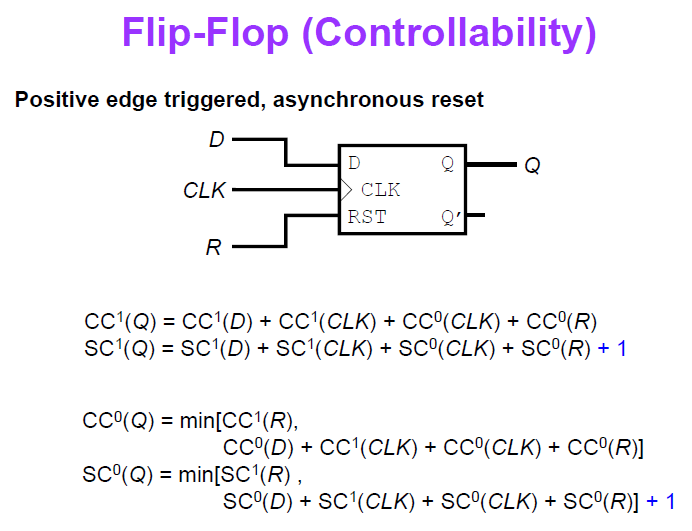 Flip-Flop (Controllability)
Positive edge triggered, asynchronous reset
D
D Q Q
CLK CLK
RST Q'
R
CC¹(Q) = CC¹(D) + CC¹(CLK) + CC⁰(CLK) + CC⁰(R)
SC¹(Q) = SC¹(D) + SC¹(CLK) + SC⁰(CLK) + SC⁰(R) + 1
CC⁰(Q) = min[CC¹(R),
CC⁰(D) + CC¹(CLK) + CC⁰(CLK) + CC⁰(R)]
SC⁰(Q) = min[SC¹(R) ,
SC⁰(D) + SC¹(CLK) + SC⁰(CLK) + SC⁰(R)] + 1